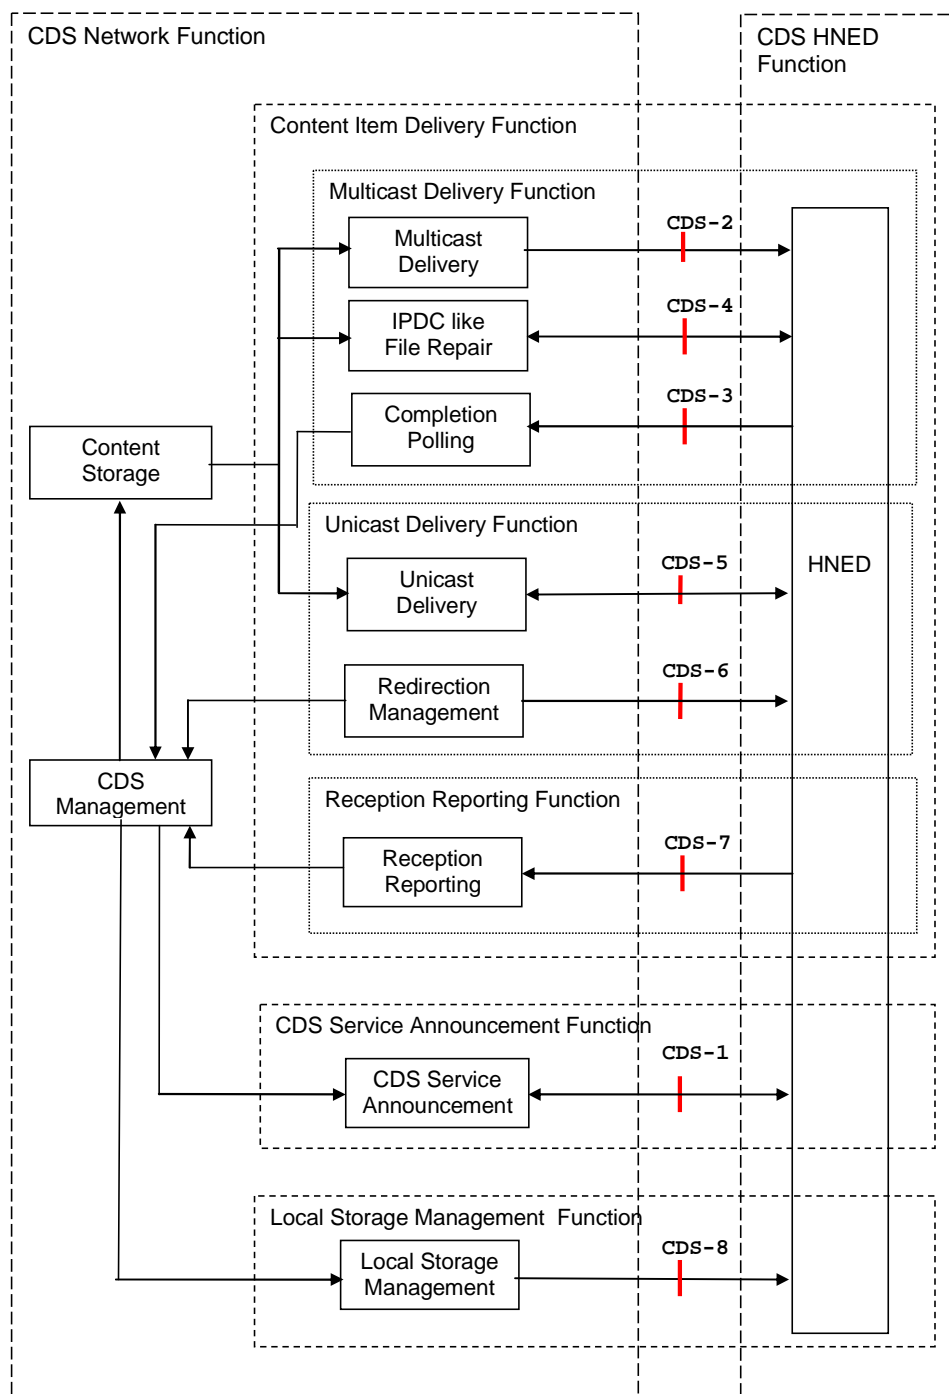 CDS Network Function
CDS HNED
Function
Content Item Delivery Function
Multicast Delivery Function
Multicast
Delivery
CDS-2
IPDC like
File Repair
CDS-4
Completion
Polling
CDS-3
Content
Storage
Unicast Delivery Function
Unicast
Delivery
CDS-5
HNED
Redirection
Management
CDS-6
CDS
Management
Reception Reporting Function
Reception
Reporting
CDS-7
CDS Service Announcement Function
CDS Service
Announcement
CDS-1
Local Storage Management Function
Local Storage
Management
CDS-8